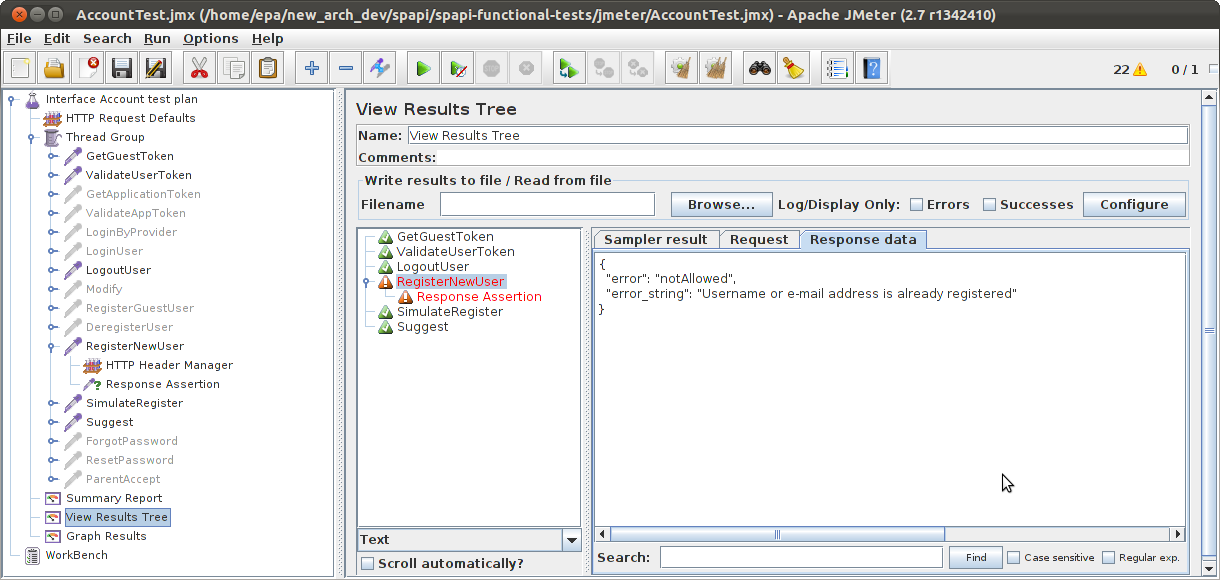 AccountTest.jmx (/home/epa/new_arch_dev/spapi/spapi-functional-tests/jmeter/AccountTest.jmx) - Apache JMeter (2.7 r1342410)
File Edit Search Run Options Help
22 0 / 1
Interface Account test plan
HTTP Request Defaults
Thread Group
GetGuestToken
ValidateUserToken
GetApplicationToken
ValidateAppToken
LoginByProvider
LoginUser
LogoutUser
Modify
RegisterGuestUser
DeregisterUser
RegisterNewUser
HTTP Header Manager
Response Assertion
SimulateRegister
Suggest
ForgotPassword
ResetPassword
ParentAccept
Summary Report
View Results Tree
Graph Results
WorkBench
View Results Tree
Name: View Results Tree
Comments:
Write results to file / Read from file
Filename Browse... Log/Display Only: Errors Successes Configure
GetGuestToken
ValidateUserToken
LogoutUser
RegisterNewUser
Response Assertion
SimulateRegister
Suggest
Text
Scroll automatically?
Sampler result Request Response data
{
"error": "notAllowed",
"error_string": "Username or e-mail address is already registered"
}
Search: Find Case sensitive Regular exp.